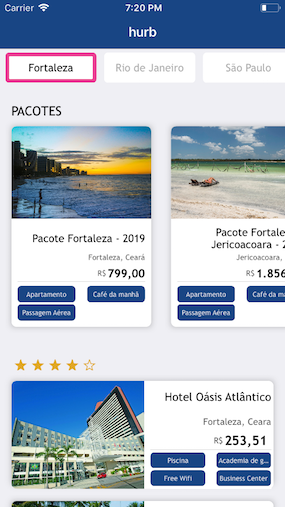 Carrier 7:20 PM
hurb
Fortaleza Rio de Janeiro São Paulo
PACOTES
Pacote Fortaleza - 2019
Fortaleza, Ceará
R$ 799,00
Apartamento Café da manhã
Passagem Aérea
Pacote Fortale
Jericoacoara - 2
Jericoacoara,
R$ 1.856
Apartamento Café da m
Passagem Aérea
Hotel Oásis Atlântico
Fortaleza, Ceara
R$ 253,51
Piscina Academia de g...
Free Wifi Business Center